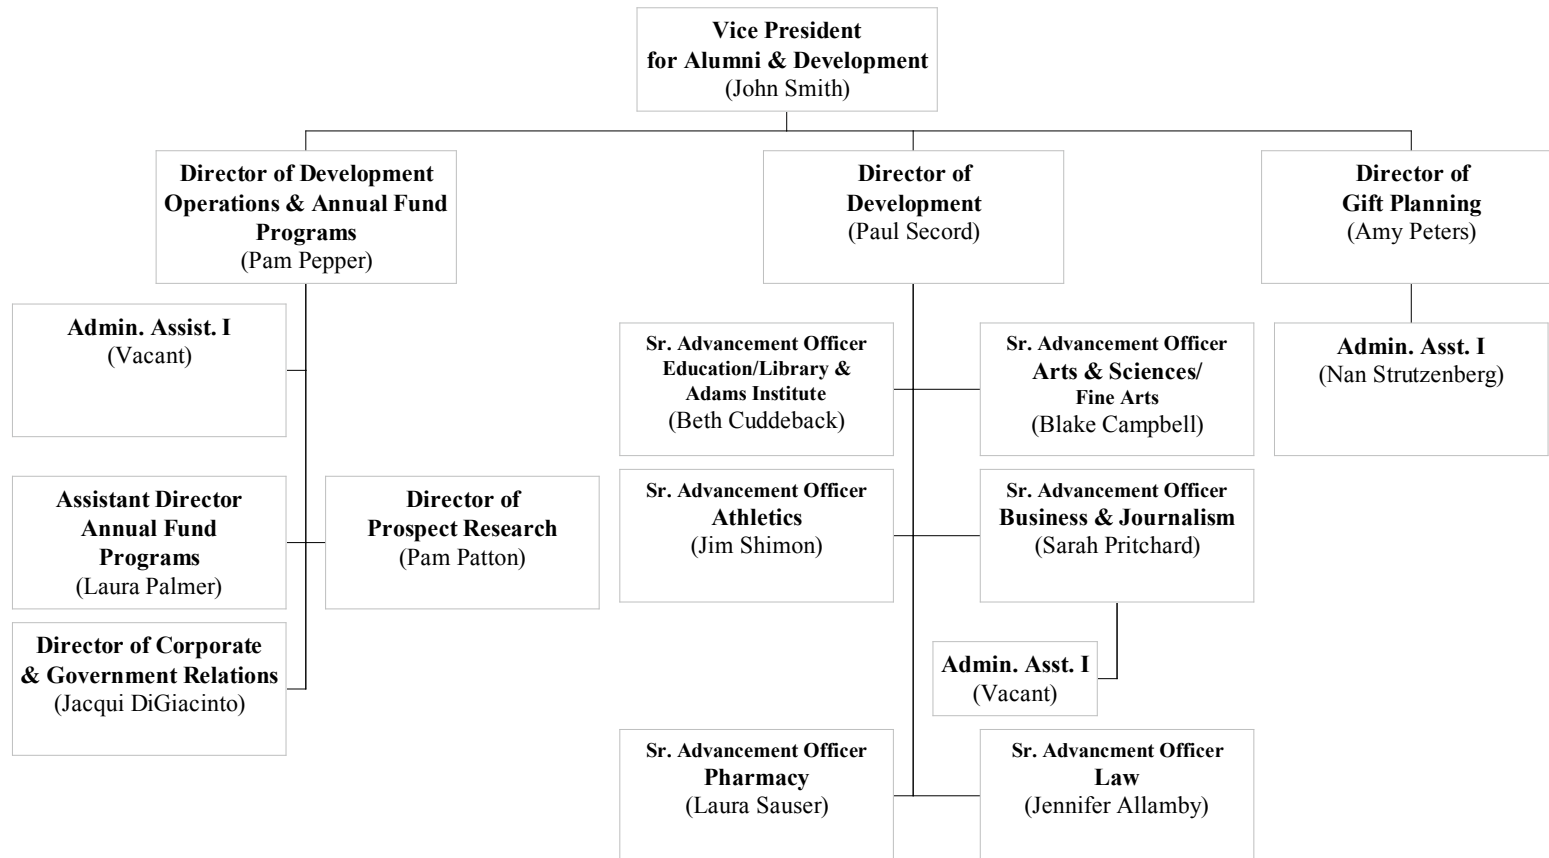 Vice President
for Alumni & Development
(John Smith)
Director of Development
Operations & Annual Fund
Programs
(Pam Pepper)
Director of
Development
(Paul Secord)
Director of
Gift Planning
(Amy Peters)
Admin. Assist. I
(Vacant)
Assistant Director
Annual Fund
Programs
(Laura Palmer)
Director of
Prospect Research
(Pam Patton)
Director of Corporate
& Government Relations
(Jacqui DiGiacinto)
Sr. Advancement Officer
Education/Library &
Adams Institute
(Beth Cuddeback)
Sr. Advancement Officer
Arts & Sciences/
Fine Arts
(Blake Campbell)
Sr. Advancement Officer
Athletics
(Jim Shimon)
Sr. Advancement Officer
Business & Journalism
(Sarah Pritchard)
Admin. Asst. I
(Vacant)
Sr. Advancement Officer
Pharmacy
(Laura Sauser)
Sr. Advancment Officer
Law
(Jennifer Allamby)
Admin. Asst. I
(Nan Strutzenberg)